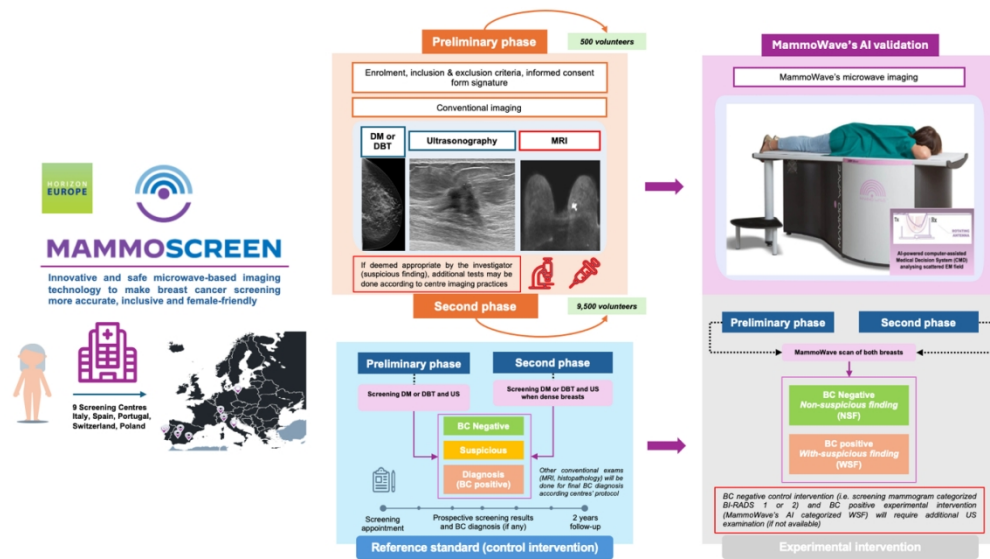 HORIZON
EUROPE
MAMMOSCREEN
Innovative and safe microwave-based imaging
technology to make breast cancer screening
more accurate, inclusive and female-friendly
9 Screening Centres
Italy, Spain, Portugal,
Switzerland, Poland
Preliminary phase
500 volunteers
Enrolment, inclusion & exclusion criteria, informed consent
form signature
Conventional imaging
DM or
DBT
Ultrasonography
MRI
If deemed appropriate by the investigator
(suspicious finding), additional tests may be
done according to centre imaging practices
Second phase
9,500 volunteers
Preliminary phase
Second phase
Screening DM or DBT and US
Screening DM or DBT and US
when dense breasts
BC Negative
Suspicious
Diagnosis
(BC positive)
Other conventional exams
(MRI, histopathology) will be
done for final BC diagnosis
according centres' protocol
Screening
appointment
Prospective screening results
and BC diagnosis (if any)
2 years
follow-up
Reference standard (control intervention)
MammoWave's AI validation
MammoWave's microwave imaging
Tx
Rx
ROTATING
ANTENNA
AI-powered computer-assisted
Medical Decision System (CMD)
analysing scattered EM field
Preliminary phase
Second phase
MammoWave scan of both breasts
BC Negative
Non-suspicious finding
(NSF)
BC positive
With-suspicious finding
(WSF)
BC negative control intervention (i.e. screening mammogram categorized
BI-RADS 1 or 2) and BC positive experimental intervention
(MammoWave's AI categorized WSF) will require additional US
examination (if not available)
Experimental intervention